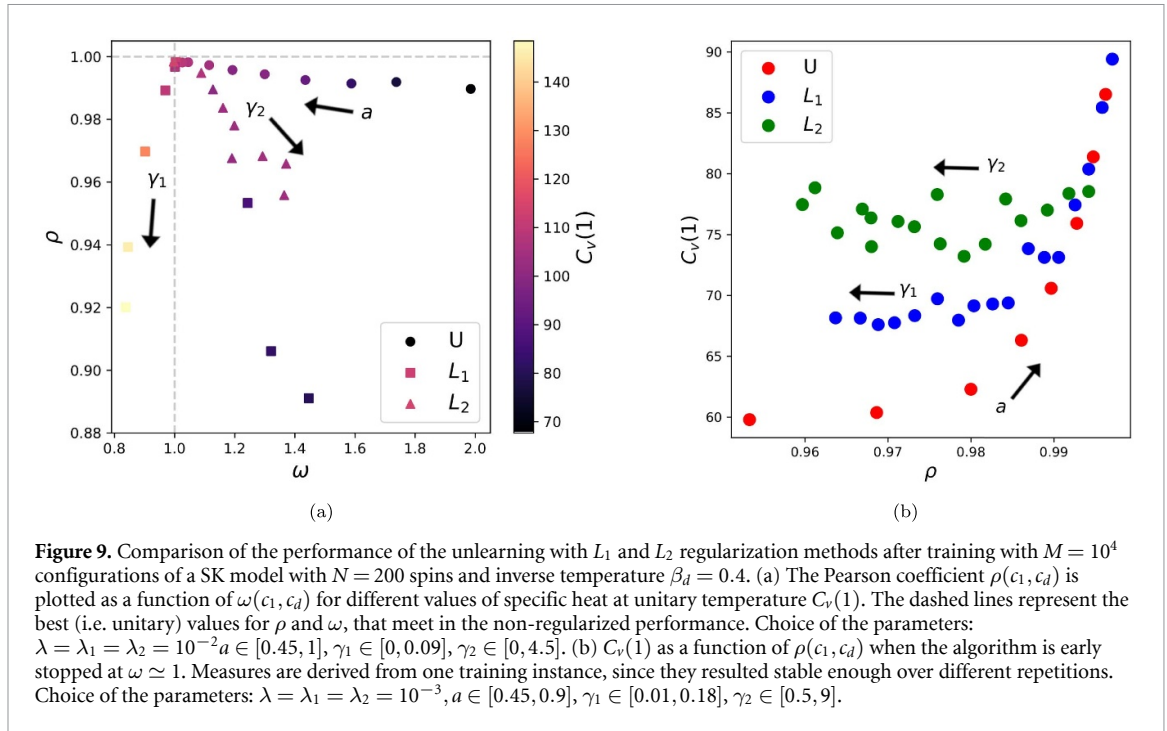 1.00
0.98
0.96
0.94
0.92
0.90
0.88
ρ
0.8
1.0
1.2
1.4
1.6
1.8
2.0
ω
γ₂
a
γ₁
U
L₁
L₂
140
130
120
110
100
90
80
70
Cᵥ(1)
(a)
90
85
80
75
70
65
60
Cᵥ(1)
U
L₁
L₂
γ₂
γ₁
a
0.96
0.97
0.98
0.99
ρ
(b)
Figure 9. Comparison of the performance of the unlearning with L₁ and L₂ regularization methods after training with M = 10⁴
configurations of a SK model with N = 200 spins and inverse temperature β_d = 0.4. (a) The Pearson coefficient ρ(c₁, c_d) is
plotted as a function of ω(c₁, c_d) for different values of specific heat at unitary temperature Cᵥ(1). The dashed lines represent the
best (i.e. unitary) values for ρ and ω, that meet in the non-regularized performance. Choice of the parameters:
λ = λ₁ = λ₂ = 10⁻²a ∈ [0.45, 1], γ₁ ∈ [0, 0.09], γ₂ ∈ [0, 4.5]. (b) Cᵥ(1) as a function of ρ(c₁, c_d) when the algorithm is early
stopped at ω ≃ 1. Measures are derived from one training instance, since they resulted stable enough over different repetitions.
Choice of the parameters: λ = λ₁ = λ₂ = 10⁻³, a ∈ [0.45, 0.9], γ₁ ∈ [0.01, 0.18], γ₂ ∈ [0.5, 9].